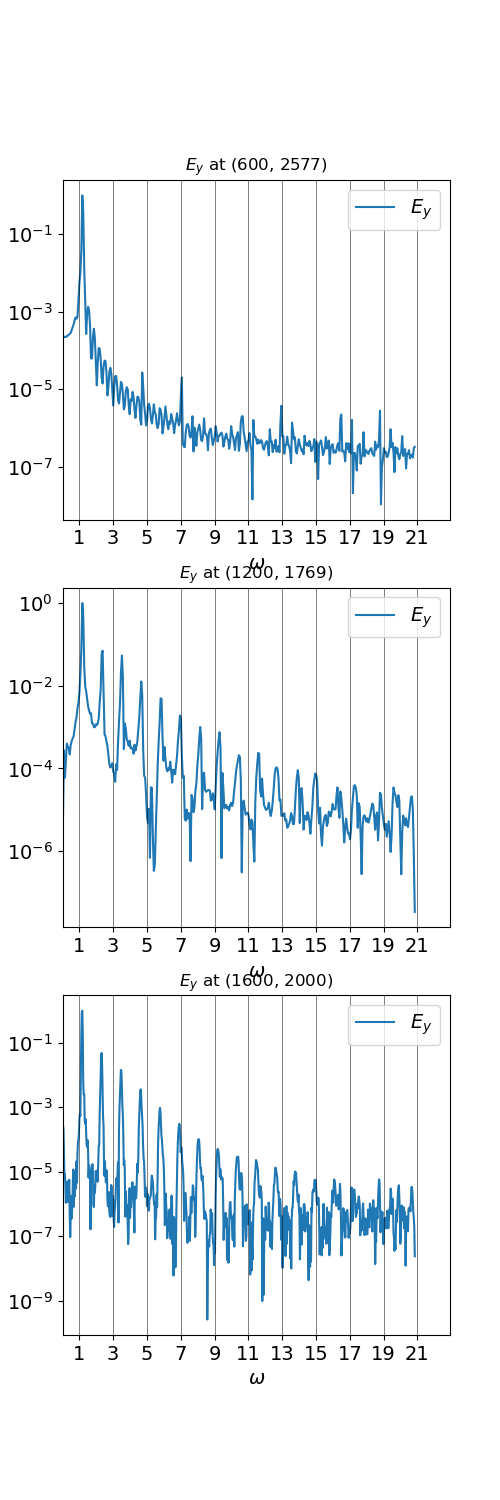 E_y at (600, 2577)
E_y
10^{-1}
10^{-3}
10^{-5}
10^{-7}
1 3 5 7 9 11 13 15 17 19 21
ω
E_y at (1200, 1769)
E_y
10^0
10^{-2}
10^{-4}
10^{-6}
1 3 5 7 9 11 13 15 17 19 21
ω
E_y at (1600, 2000)
E_y
10^{-1}
10^{-3}
10^{-5}
10^{-7}
10^{-9}
1 3 5 7 9 11 13 15 17 19 21
ω